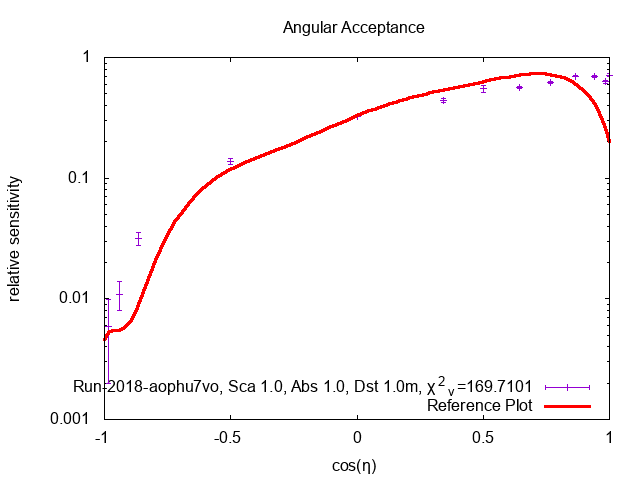 Angular Acceptance
1
0.1
0.01
0.001
relative sensitivity
Run-2018-aophu7vo, Sca 1.0, Abs 1.0, Dst 1.0m, χ²ᵥ=169.7101
Reference Plot
-1 -0.5 0 0.5 1
cos(η)